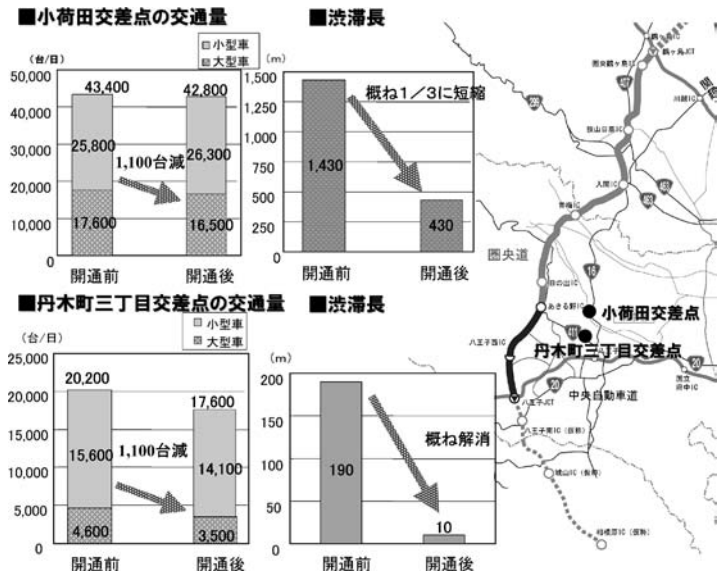 ■小荷田交差点の交通量
(台/日)
小型車
大型車
50,000
40,000
30,000
20,000
10,000
0
43,400
42,800
25,800
26,300
1,100台減
17,600
16,500
開通前
開通後
■渋滞長
(m)
1,500
1,250
1,000
750
500
250
0
概ね1/3に短縮
1,430
430
開通前
開通後
■丹木町三丁目交差点の交通量
(台/日)
小型車
大型車
25,000
20,000
15,000
10,000
5,000
0
20,200
17,600
15,600
14,100
1,100台減
4,600
3,500
開通前
開通後
■渋滞長
(m)
200
150
100
50
0
概ね解消
190
10
開通前
開通後
鶴ヶ島JCT
圏央鶴ヶ島IC
川越IC
関
狭山日高IC
入間IC
青梅IC
圏央道
16
日の出IC
あきる野IC
小荷田交差点
411
丹木町三丁目交差点
八王子西IC
20
20
国立府中IC
中央自動車道
八王子JCT
八王子南IC(仮称)
城山IC(仮称)
相模原IC(仮称)